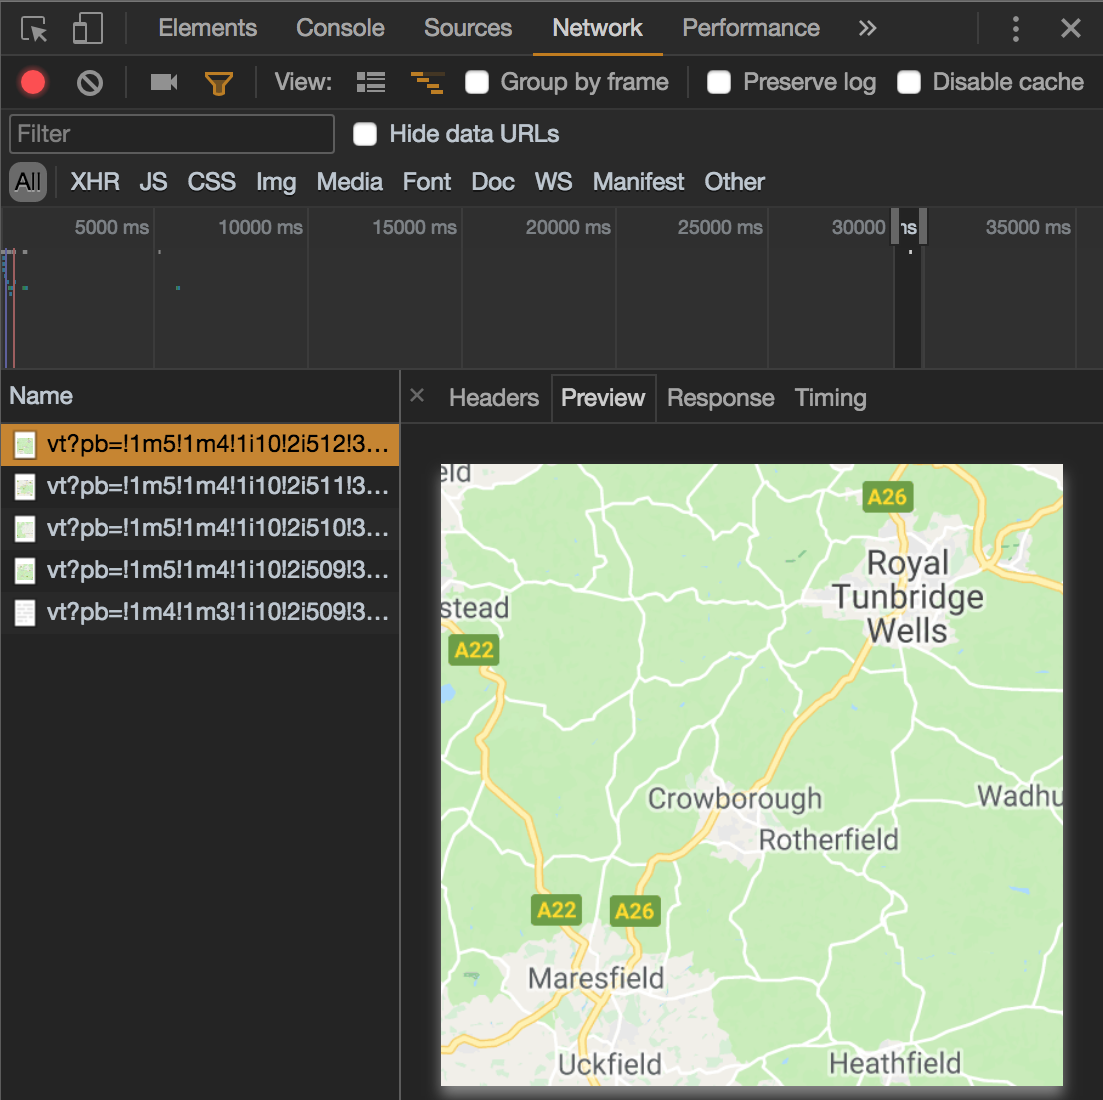 Elements Console Sources Network Performance »
View: Group by frame Preserve log Disable cache
Filter Hide data URLs
All XHR JS CSS Img Media Font Doc WS Manifest Other
5000 ms 10000 ms 15000 ms 20000 ms 25000 ms 30000 ms 35000 ms
Name
× Headers Preview Response Timing
vt?pb=!1m5!1m4!1i10!2i512!3...
vt?pb=!1m5!1m4!1i10!2i511!3...
vt?pb=!1m5!1m4!1i10!2i510!3...
vt?pb=!1m5!1m4!1i10!2i509!3...
vt?pb=!1m4!1m3!1i10!2i509!3...
eld
A26
Royal
Tunbridge
Wells
stead
A22
Crowborough
Wadhu
Rotherfield
A22 A26
Maresfield
Uckfield
Heathfield